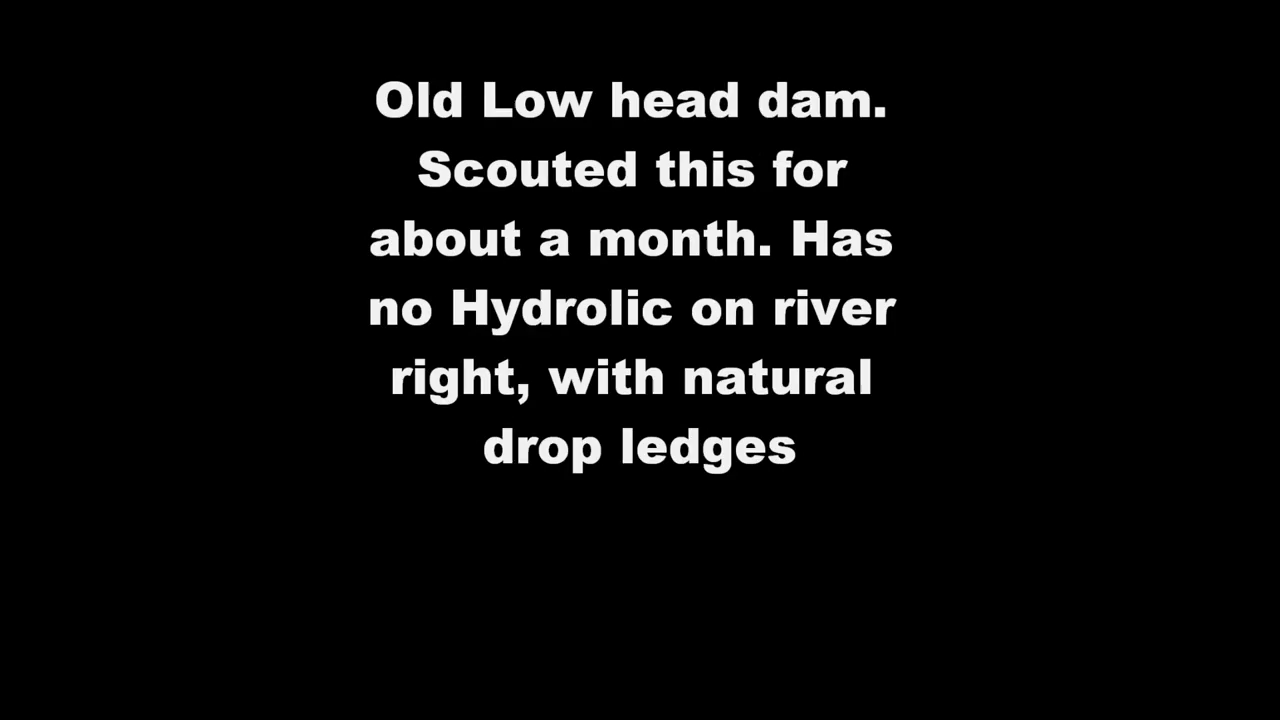 Old Low head dam.
Scouted this for
about a month. Has
no Hydrolic on river
right, with natural
drop ledges